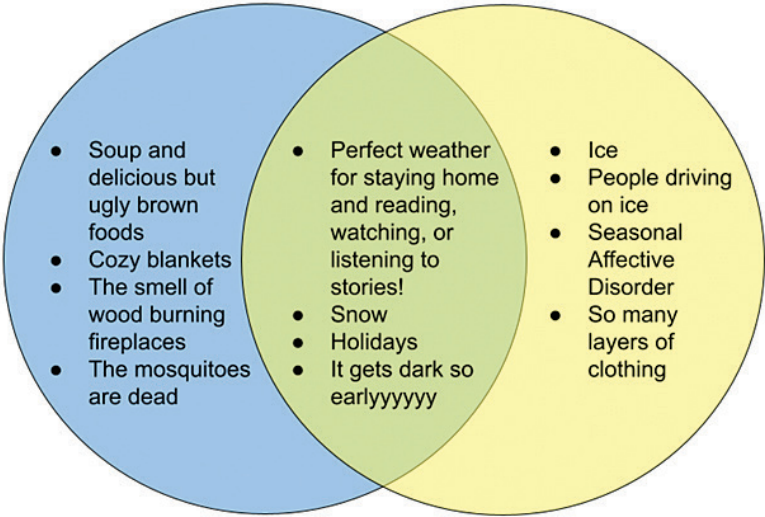 ● Soup and
delicious but
ugly brown
foods
● Cozy blankets
● The smell of
wood burning
fireplaces
● The mosquitoes
are dead
● Perfect weather
for staying home
and reading,
watching, or
listening to
stories!
● Snow
● Holidays
● It gets dark so
earlyyyyyy
● Ice
● People driving
on ice
● Seasonal
Affective
Disorder
● So many
layers of
clothing